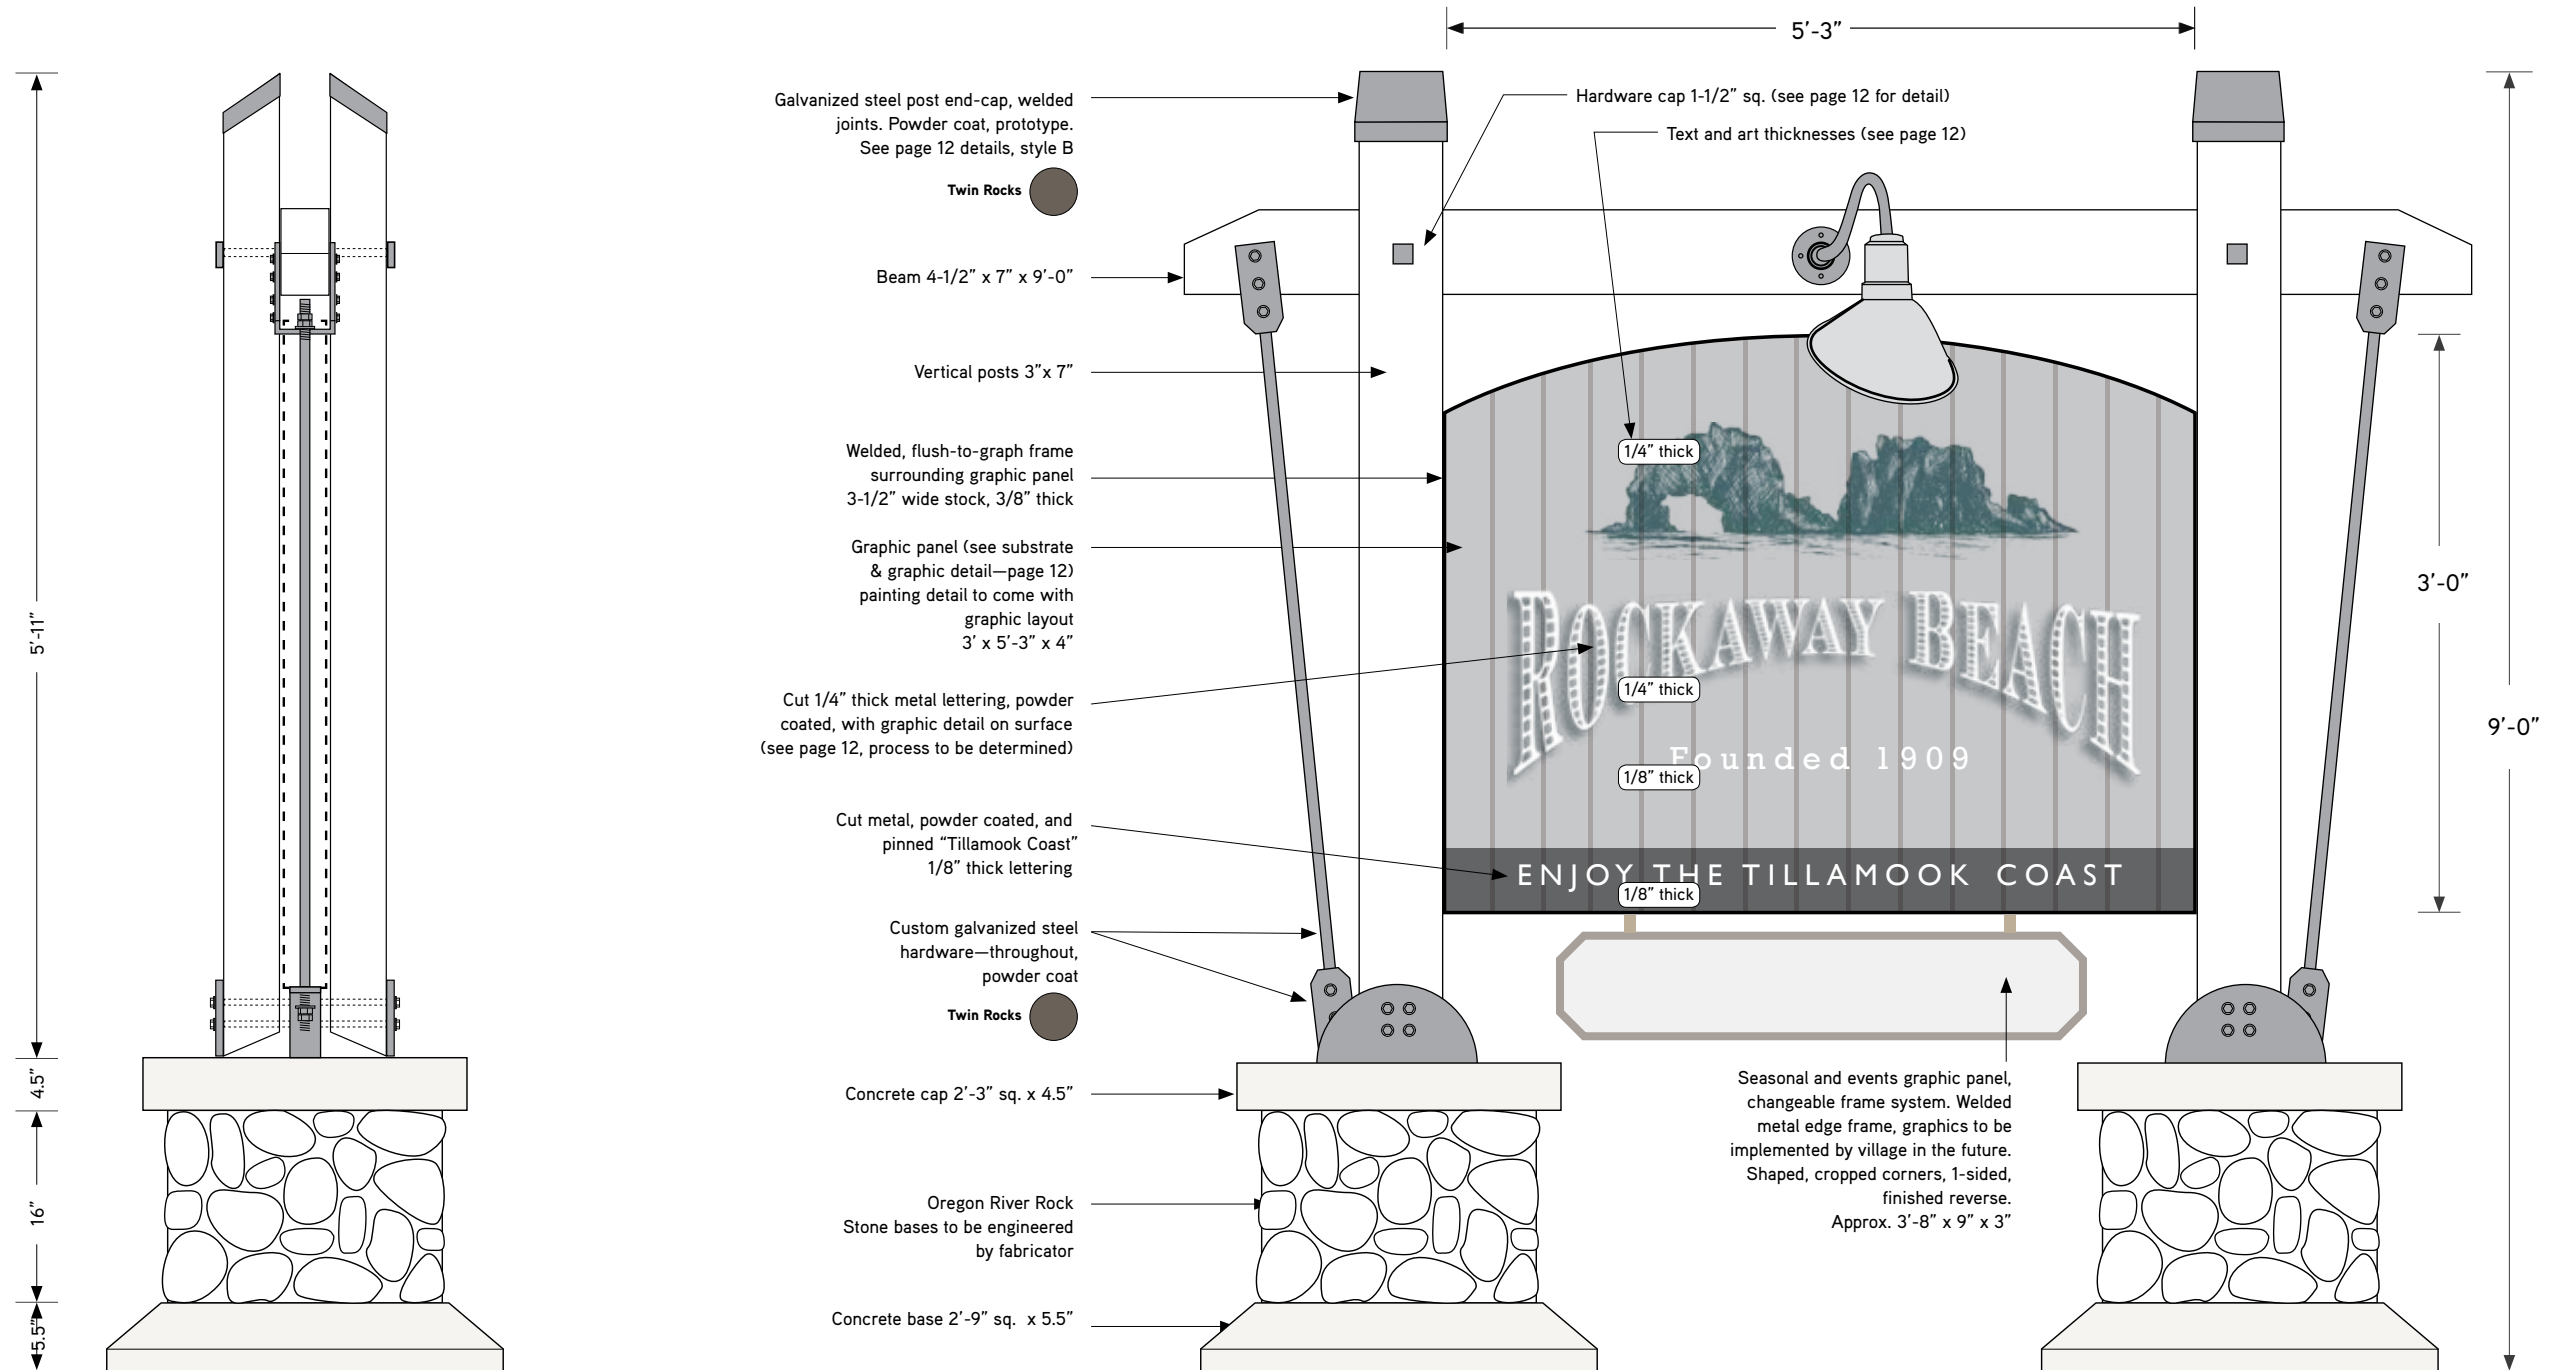 5’-3”
Galvanized steel post end-cap, welded
joints. Powder coat, prototype.
See page 12 details, style B
Twin Rocks
Hardware cap 1-1/2” sq. (see page 12 for detail)
Text and art thicknesses (see page 12)
Beam 4-1/2” x 7” x 9’-0”
Vertical posts 3”x 7”
Welded, flush-to-graph frame
surrounding graphic panel
3-1/2” wide stock, 3/8” thick
Graphic panel (see substrate
& graphic detail—page 12)
painting detail to come with
graphic layout
3’ x 5’-3” x 4”
Cut 1/4” thick metal lettering, powder
coated, with graphic detail on surface
(see page 12, process to be determined)
Cut metal, powder coated, and
pinned “Tillamook Coast”
1/8” thick lettering
Custom galvanized steel
hardware—throughout,
powder coat
Twin Rocks
Concrete cap 2’-3” sq. x 4.5”
Oregon River Rock
Stone bases to be engineered
by fabricator
Concrete base 2’-9” sq.  x 5.5”
1/4” thick
ROCKAWAY BEACH
1/4” thick
Founded 1909
1/8” thick
ENJOY THE TILLAMOOK COAST
1/8” thick
Seasonal and events graphic panel,
changeable frame system. Welded
metal edge frame, graphics to be
implemented by village in the future.
Shaped, cropped corners, 1-sided,
finished reverse.
Approx. 3’-8” x 9” x 3”
3’-0”
9’-0”
5’-11”
4.5”
16”
5.5”